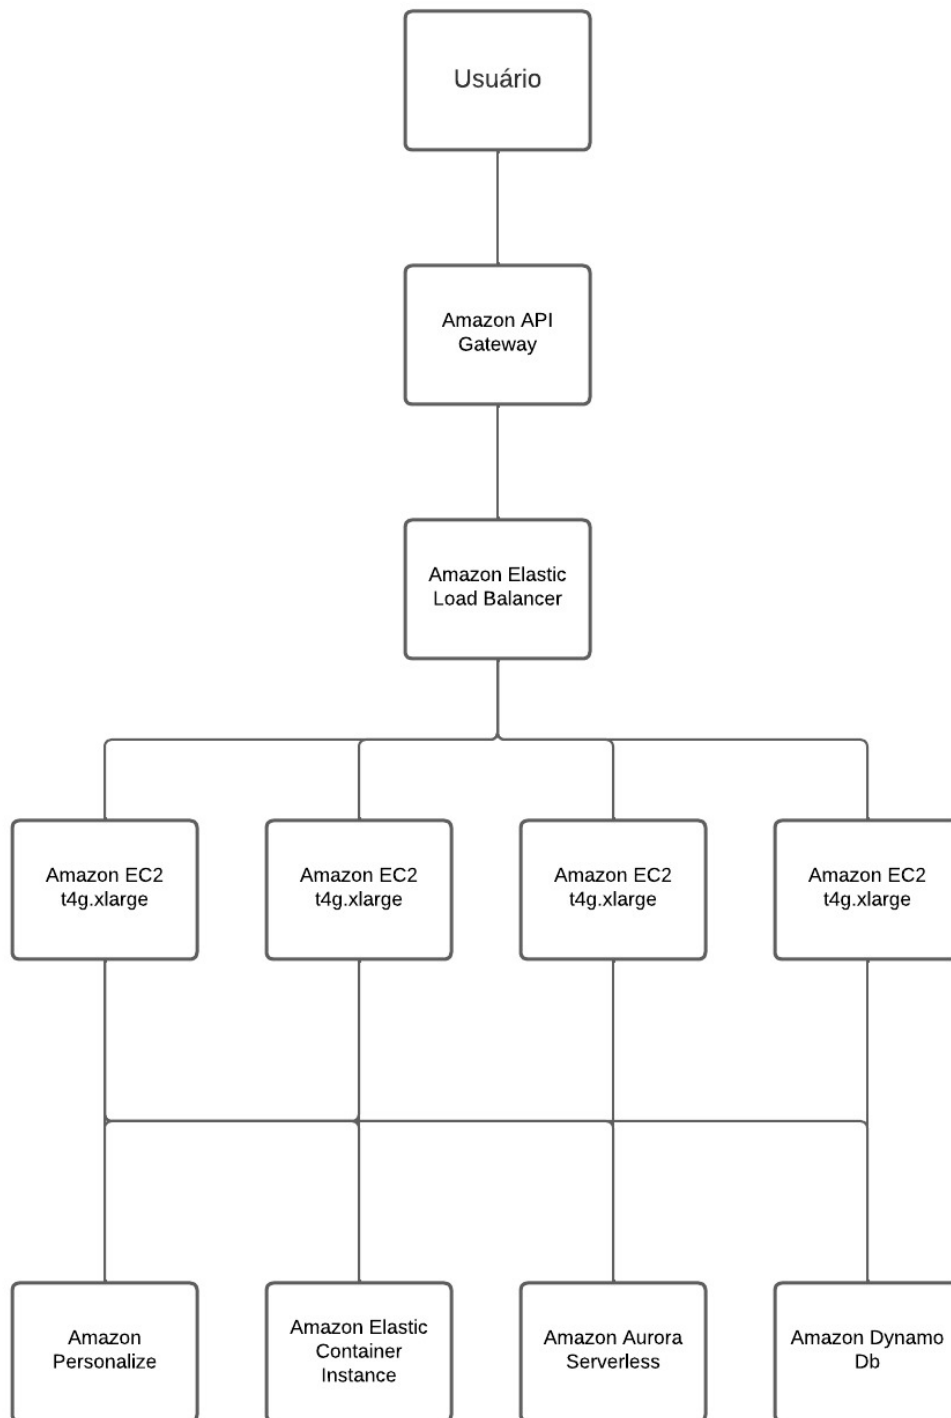 Usuário
Amazon API
Gateway
Amazon Elastic
Load Balancer
Amazon EC2
t4g.xlarge
Amazon EC2
t4g.xlarge
Amazon EC2
t4g.xlarge
Amazon EC2
t4g.xlarge
Amazon
Personalize
Amazon Elastic
Container
Instance
Amazon Aurora
Serverless
Amazon Dynamo
Db